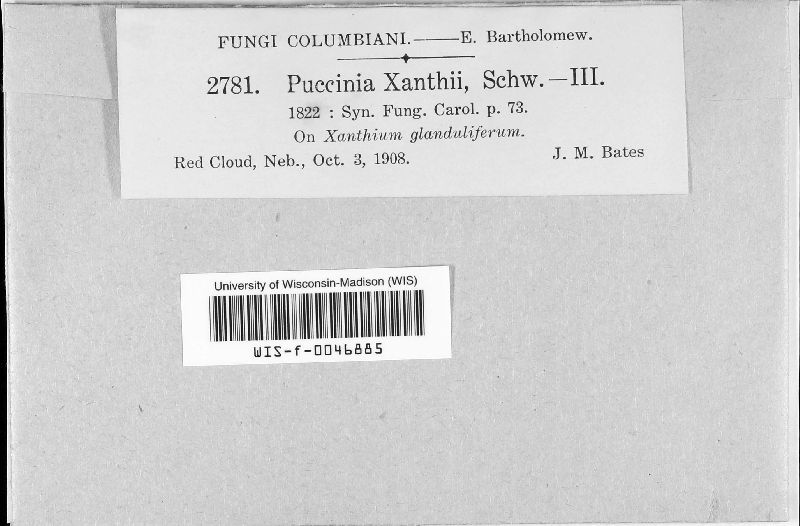 FUNGI COLUMBIANI.——E. Bartholomew.
2781. Puccinia Xanthii, Schw.—III.
1822 : Syn. Fung. Carol. p. 73.
On Xanthium glanduliferum.
Red Cloud, Neb., Oct. 3, 1908. J. M. Bates
University of Wisconsin-Madison (WIS)
WIS-f-0046885